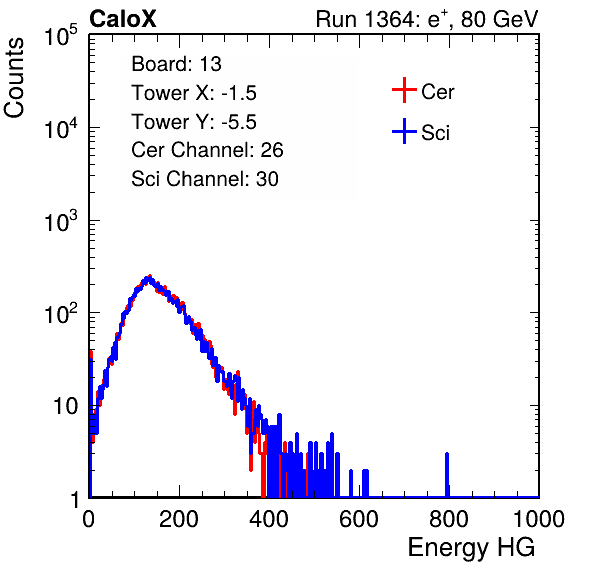 CaloX Run 1364: e⁺, 80 GeV
Counts
10⁵
10⁴
10³
10²
10
1
Board: 13
Tower X: -1.5
Tower Y: -5.5
Cer Channel: 26
Sci Channel: 30
Cer
Sci
0 200 400 600 800 1000
Energy HG